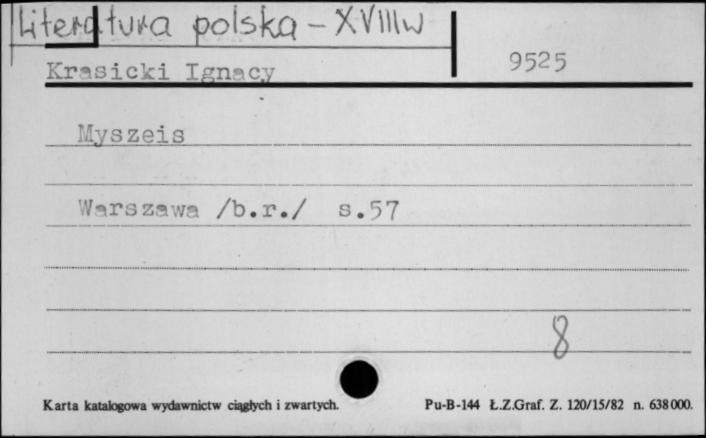 Literatura polska - XVIIIw
Krasicki Ignacy
9525
Myszeis
Warszawa /b.r./ s.57
8
Karta katalogowa wydawnictw ciągłych i zwartych.
Pu-B-144 Ł.Z.Graf. Z. 120/15/82 n. 638000.